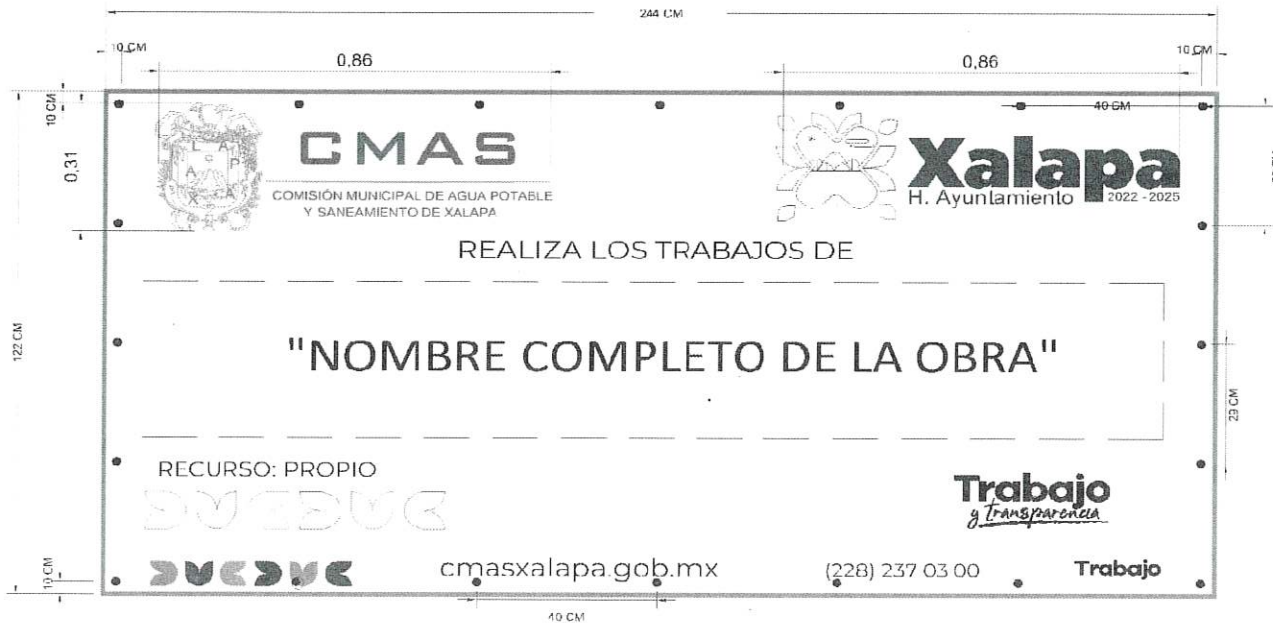 244 CM
10 CM
0,86
0,86
10 CM
10 CM
40 CM
0,31
L A P
A A
X
CMAS
COMISIÓN MUNICIPAL DE AGUA POTABLE
Y SANEAMIENTO DE XALAPA
Xalapa
H. Ayuntamiento 2022 - 2025
REALIZA LOS TRABAJOS DE
122 CM
"NOMBRE COMPLETO DE LA OBRA"
29 CM
RECURSO: PROPIO
Trabajo
y Transparencia
10 CM
cmasxalapa.gob.mx
(228) 237 03 00
Trabajo
40 CM